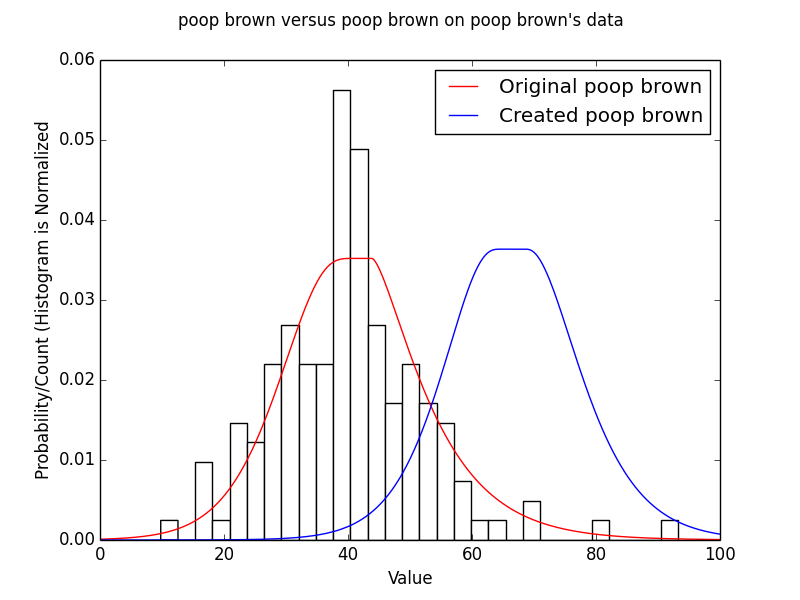 poop brown versus poop brown on poop brown's data
Original poop brown
Created poop brown
Probability/Count (Histogram is Normalized
0.06
0.05
0.04
0.03
0.02
0.01
0.00
0 20 40 60 80 100
Value